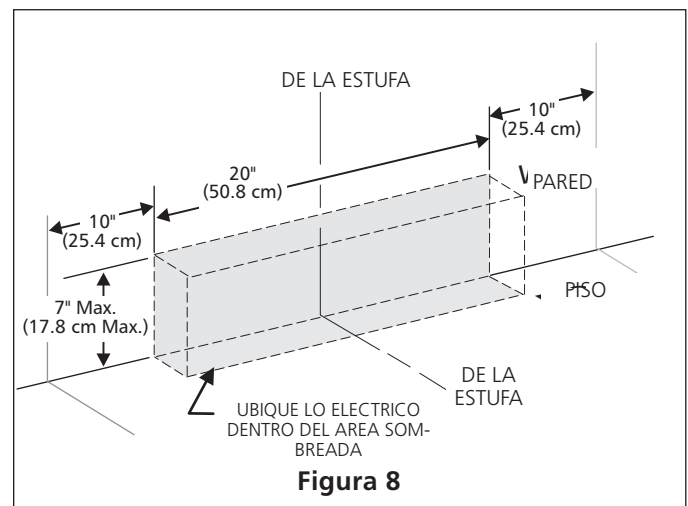 DE LA ESTUFA
10"
(25.4 cm)
20"
(50.8 cm)
PARED
10"
(25.4 cm)
7" Max.
(17.8 cm Max.)
PISO
DE LA
ESTUFA
UBIQUE LO ELECTRICO
DENTRO DEL AREA SOM-
BREADA
Figura 8